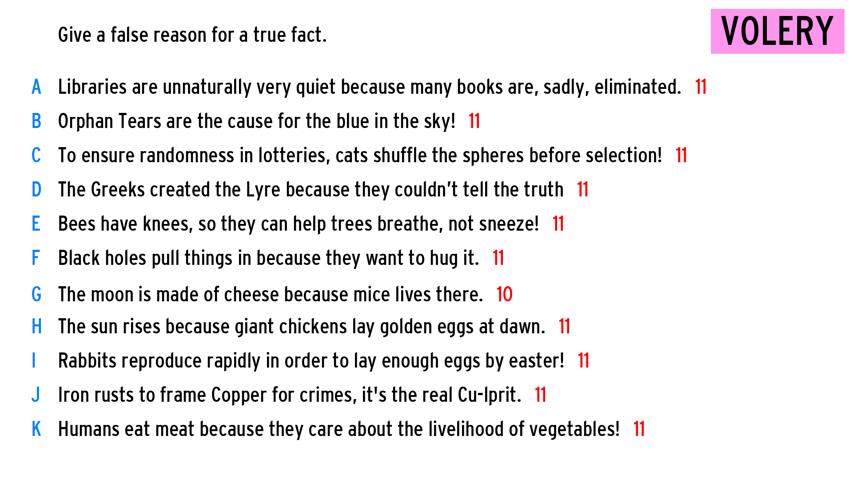 Give a false reason for a true fact.
VOLERY
A Libraries are unnaturally very quiet because many books are, sadly, eliminated. 11
B Orphan Tears are the cause for the blue in the sky! 11
C To ensure randomness in lotteries, cats shuffle the spheres before selection! 11
D The Greeks created the Lyre because they couldn't tell the truth 11
E Bees have knees, so they can help trees breathe, not sneeze! 11
F Black holes pull things in because they want to hug it. 11
G The moon is made of cheese because mice lives there. 10
H The sun rises because giant chickens lay golden eggs at dawn. 11
I Rabbits reproduce rapidly in order to lay enough eggs by easter! 11
J Iron rusts to frame Copper for crimes, it's the real Cu-lprit. 11
K Humans eat meat because they care about the livelihood of vegetables! 11